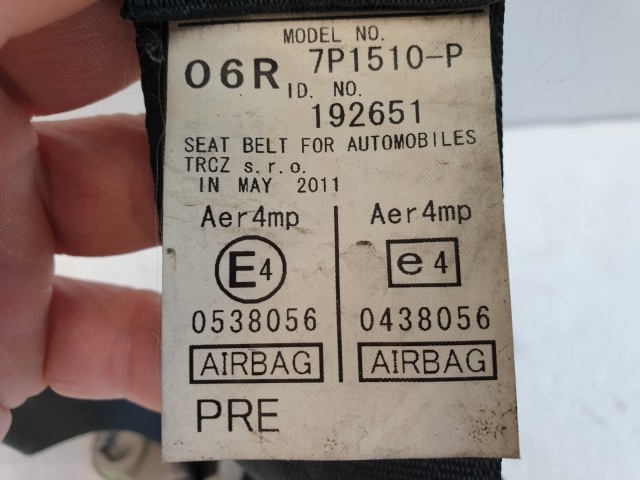 MODEL NO.
06R 7P1510-P
ID. NO.
192651
SEAT BELT FOR AUTOMOBILES
TRCZ s.r.o.
IN MAY 2011
Aer4mp Aer4mp
E4 e4
0538056 0438056
AIRBAG AIRBAG
PRE